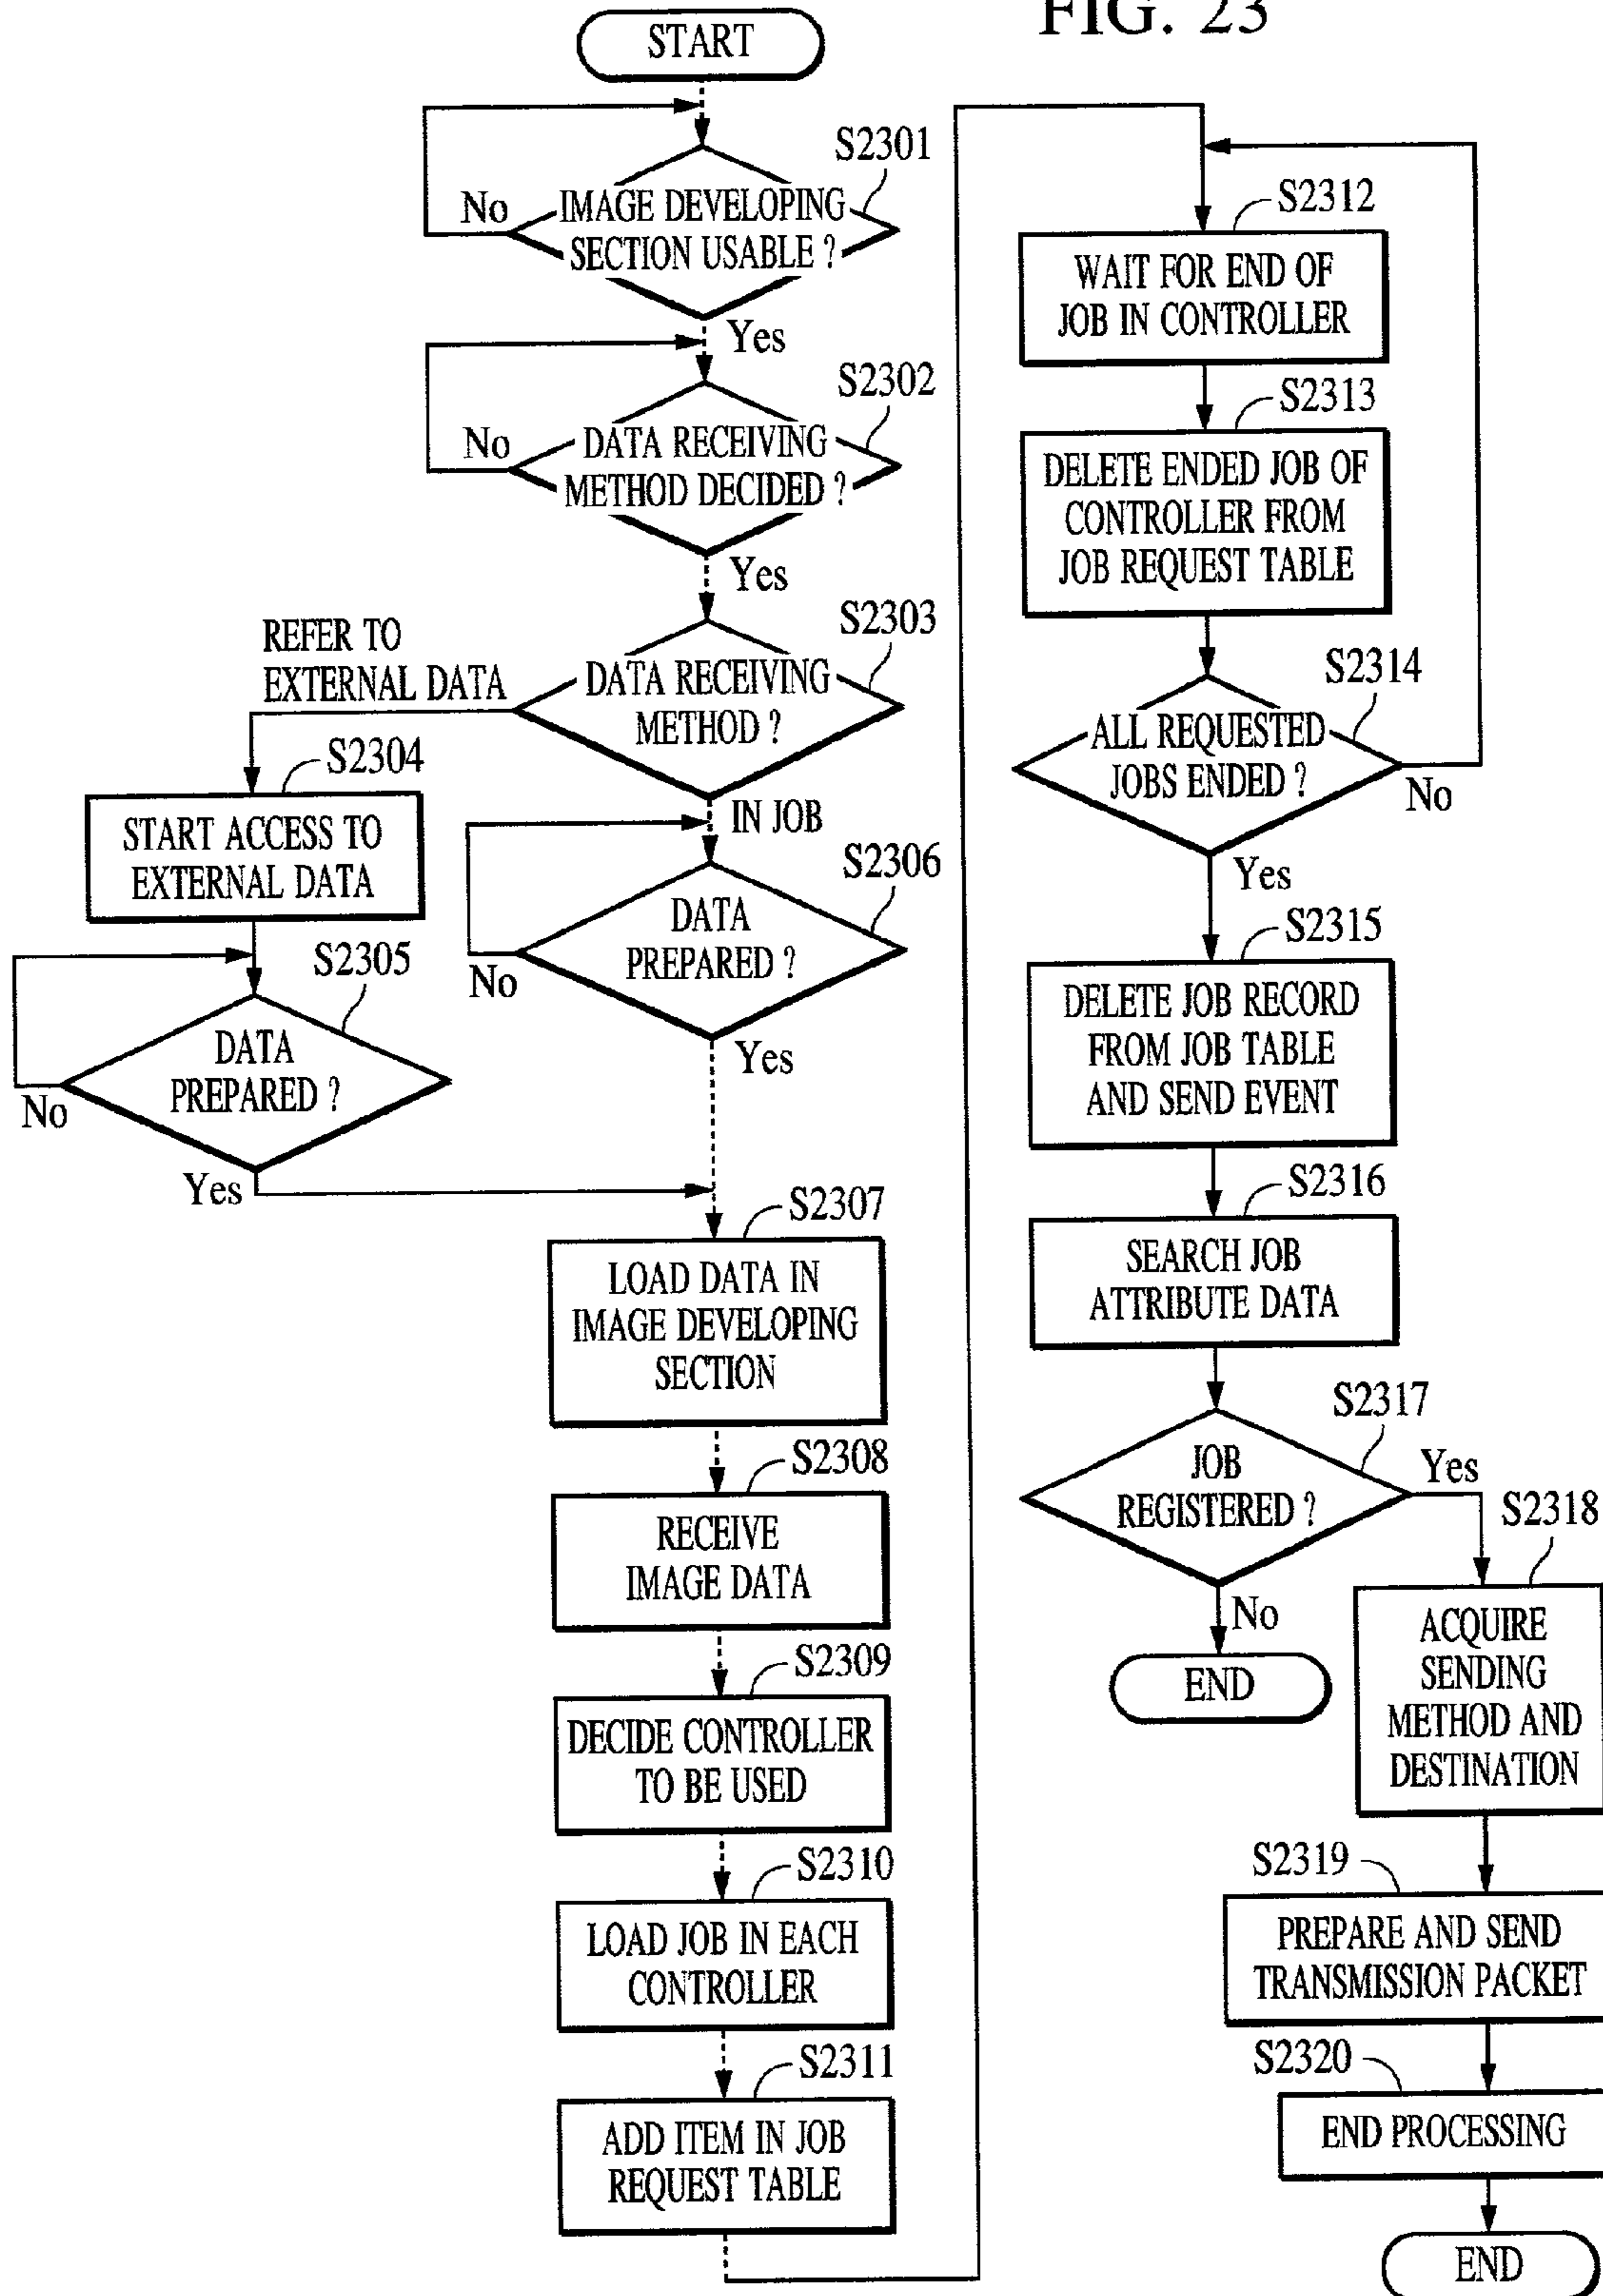 FIG. 23
START
S2301
No
IMAGE DEVELOPING
SECTION USABLE ?
Yes
S2302
No
DATA RECEIVING
METHOD DECIDED ?
Yes
S2303
REFER TO
EXTERNAL DATA
DATA RECEIVING
METHOD ?
S2304
START ACCESS TO
EXTERNAL DATA
IN JOB
S2306
DATA
PREPARED ?
No
Yes
S2305
DATA
PREPARED ?
No
Yes
S2307
LOAD DATA IN
IMAGE DEVELOPING
SECTION
S2308
RECEIVE
IMAGE DATA
S2309
DECIDE CONTROLLER
TO BE USED
S2310
LOAD JOB IN EACH
CONTROLLER
S2311
ADD ITEM IN JOB
REQUEST TABLE
S2312
WAIT FOR END OF
JOB IN CONTROLLER
S2313
DELETE ENDED JOB OF
CONTROLLER FROM
JOB REQUEST TABLE
S2314
ALL REQUESTED
JOBS ENDED ?
No
Yes
S2315
DELETE JOB RECORD
FROM JOB TABLE
AND SEND EVENT
S2316
SEARCH JOB
ATTRIBUTE DATA
S2317
JOB
REGISTERED ?
Yes
No
END
S2318
ACQUIRE
SENDING
METHOD AND
DESTINATION
S2319
PREPARE AND SEND
TRANSMISSION PACKET
S2320
END PROCESSING
END